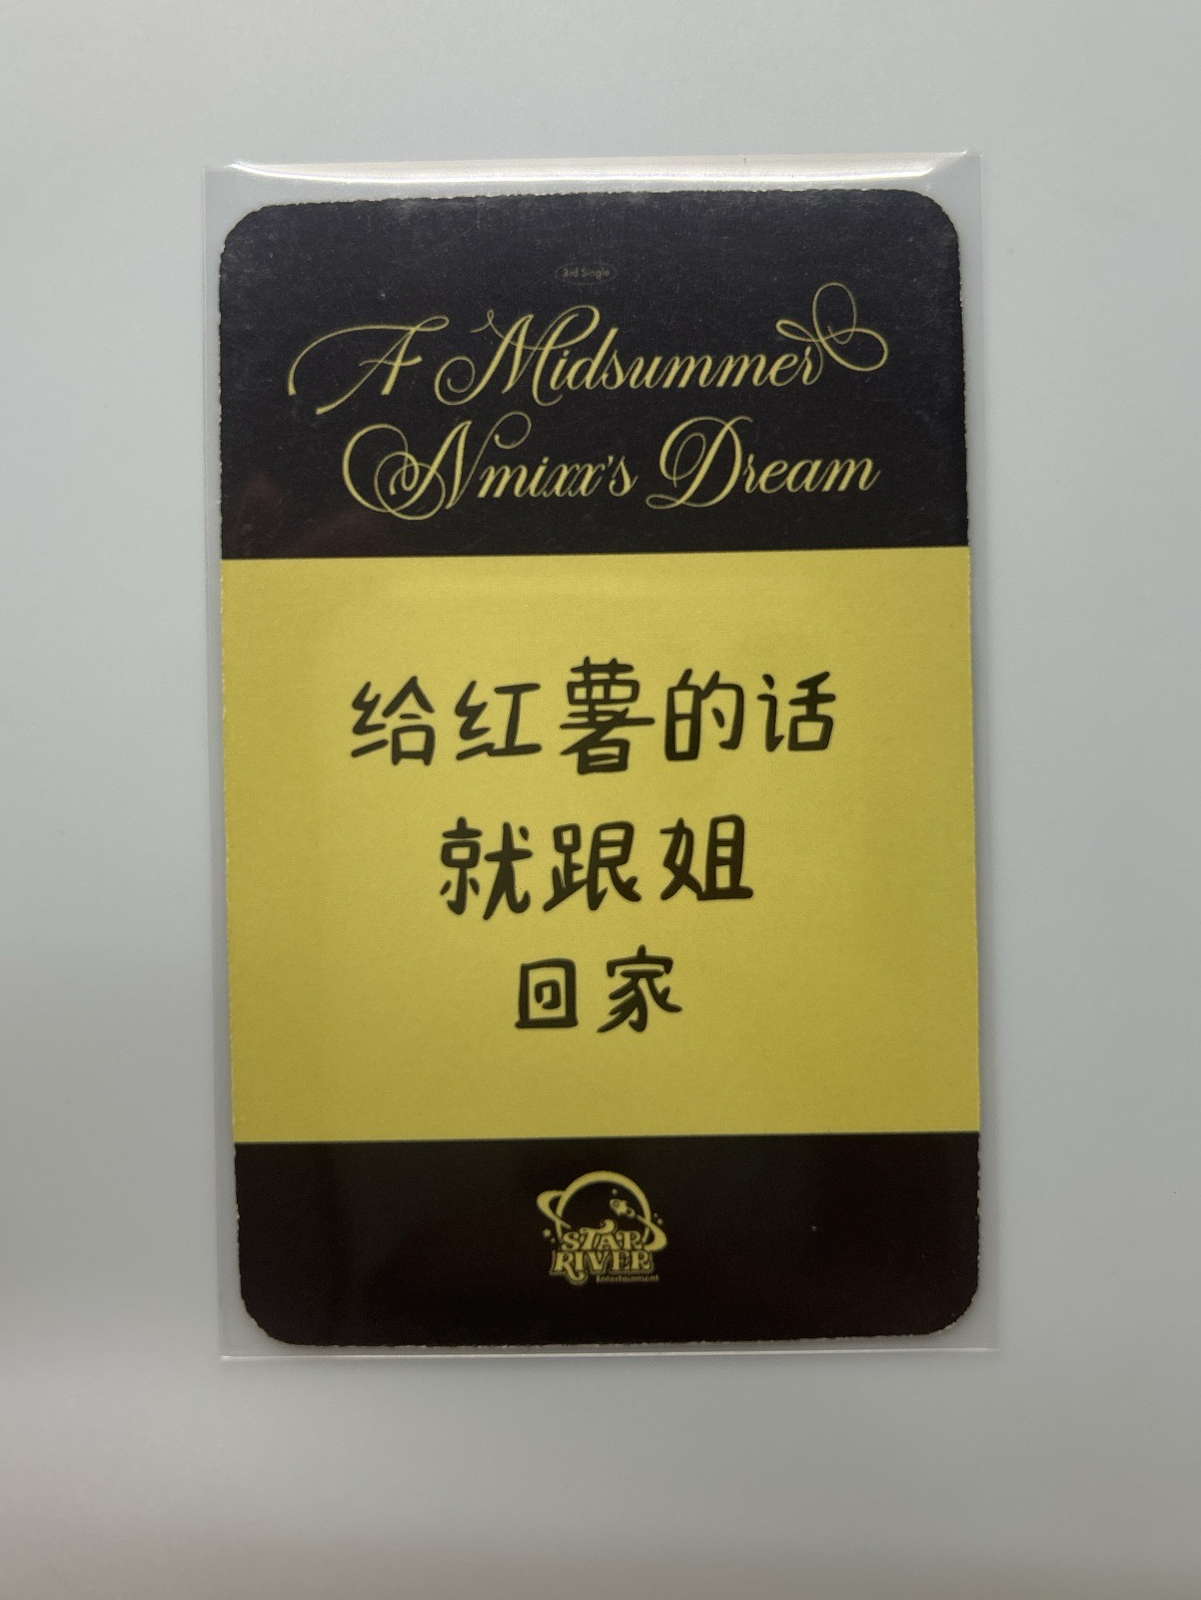 3rd Single
A Midsummer
Nmixx's Dream
给红薯的话
就跟姐
回家
STAR
RIVER
Entertainment